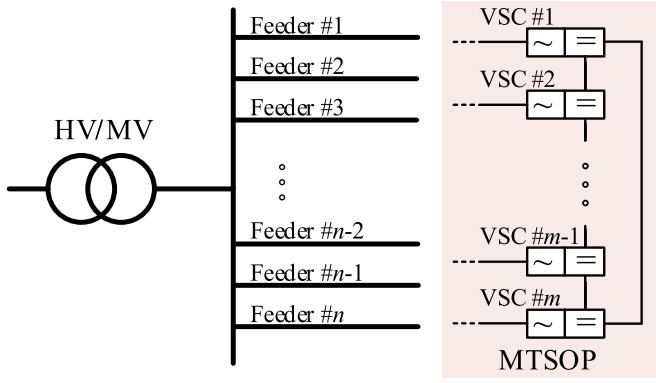 HV/MV
Feeder #1
Feeder #2
Feeder #3
Feeder #n-2
Feeder #n-1
Feeder #n
VSC #1
~ =
VSC #2
~ =
VSC #m-1
~ =
VSC #m
~ =
MTSOP